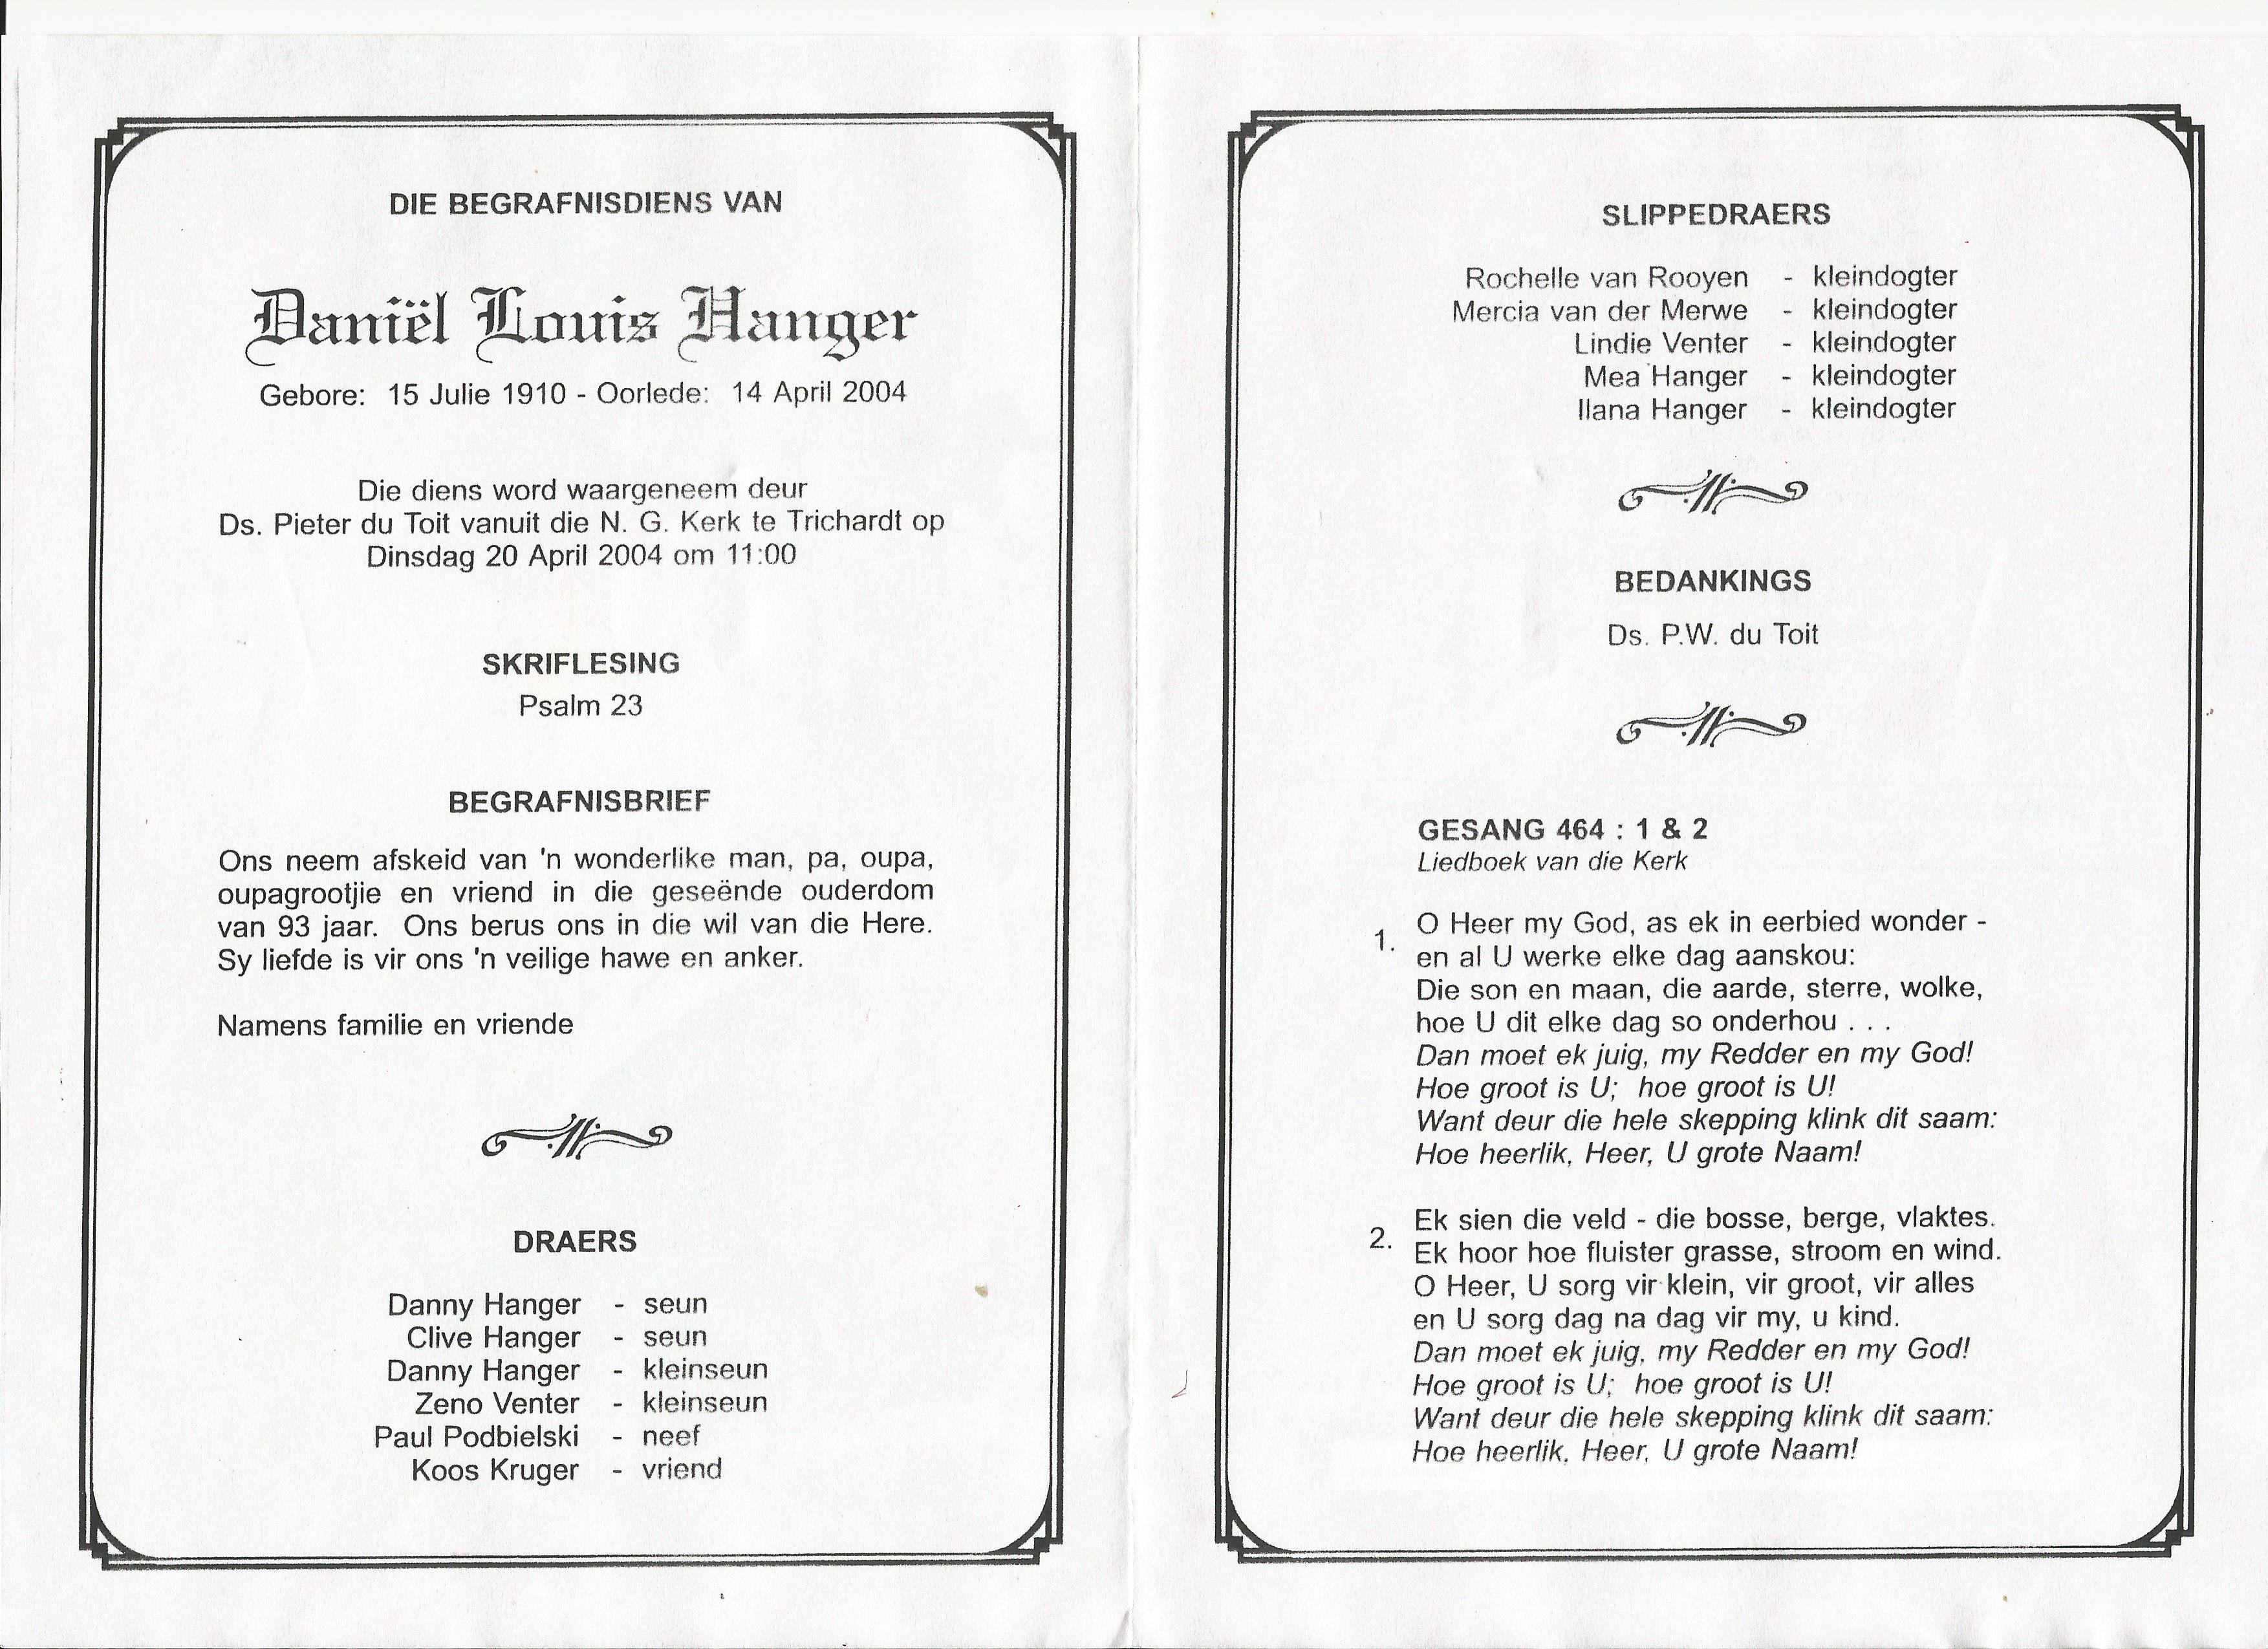 DIE BEGRAFNISDIENS VAN
Daniël Louis Hanger
Gebore: 15 Julie 1910 - Oorlede: 14 April 2004
Die diens word waargeneem deur
Ds. Pieter du Toit vanuit die N. G. Kerk te Trichardt op
Dinsdag 20 April 2004 om 11:00
SKRIFLESING
Psalm 23
BEGRAFNISBRIEF
Ons neem afskeid van 'n wonderlike man, pa, oupa,
oupagrootjie en vriend in die geseënde ouderdom
van 93 jaar. Ons berus ons in die wil van die Here.
Sy liefde is vir ons 'n veilige hawe en anker.
Namens familie en vriende
DRAERS
Danny Hanger - seun
Clive Hanger - seun
Danny Hanger - kleinseun
Zeno Venter - kleinseun
Paul Podbielski - neef
Koos Kruger - vriend
SLIPPEDRAERS
Rochelle van Rooyen - kleindogter
Mercia van der Merwe - kleindogter
Lindie Venter - kleindogter
Mea Hanger - kleindogter
Ilana Hanger - kleindogter
BEDANKINGS
Ds. P.W. du Toit
GESANG 464 : 1 & 2
Liedboek van die Kerk
1. O Heer my God, as ek in eerbied wonder -
en al U werke elke dag aanskou:
Die son en maan, die aarde, sterre, wolke,
hoe U dit elke dag so onderhou . . .
Dan moet ek juig, my Redder en my God!
Hoe groot is U; hoe groot is U!
Want deur die hele skepping klink dit saam:
Hoe heerlik, Heer, U grote Naam!
2. Ek sien die veld - die bosse, berge, vlaktes.
Ek hoor hoe fluister grasse, stroom en wind.
O Heer, U sorg vir klein, vir groot, vir alles
en U sorg dag na dag vir my, u kind.
Dan moet ek juig, my Redder en my God!
Hoe groot is U; hoe groot is U!
Want deur die hele skepping klink dit saam:
Hoe heerlik, Heer, U grote Naam!